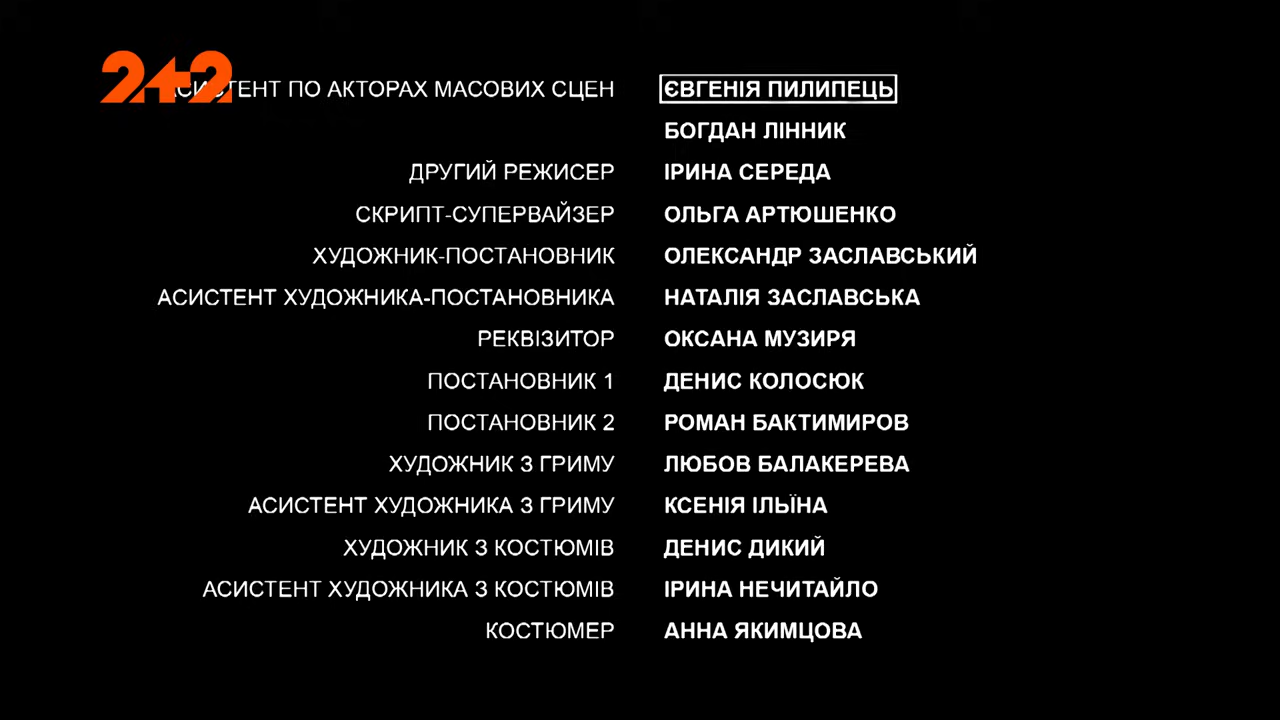 2+2
АСИСТЕНТ ПО АКТОРАХ МАСОВИХ СЦЕН ЄВГЕНІЯ ПИЛИПЕЦЬ
БОГДАН ЛІННИК
ДРУГИЙ РЕЖИСЕР ІРИНА СЕРЕДА
СКРИПТ-СУПЕРВАЙЗЕР ОЛЬГА АРТЮШЕНКО
ХУДОЖНИК-ПОСТАНОВНИК ОЛЕКСАНДР ЗАСЛАВСЬКИЙ
АСИСТЕНТ ХУДОЖНИКА-ПОСТАНОВНИКА НАТАЛІЯ ЗАСЛАВСЬКА
РЕКВІЗИТОР ОКСАНА МУЗИРЯ
ПОСТАНОВНИК 1 ДЕНИС КОЛОСЮК
ПОСТАНОВНИК 2 РОМАН БАКТИМИРОВ
ХУДОЖНИК З ГРИМУ ЛЮБОВ БАЛАКЕРЕВА
АСИСТЕНТ ХУДОЖНИКА З ГРИМУ КСЕНІЯ ІЛЬЇНА
ХУДОЖНИК З КОСТЮМІВ ДЕНИС ДИКИЙ
АСИСТЕНТ ХУДОЖНИКА З КОСТЮМІВ ІРИНА НЕЧИТАЙЛО
КОСТЮМЕР АННА ЯКИМЦОВА